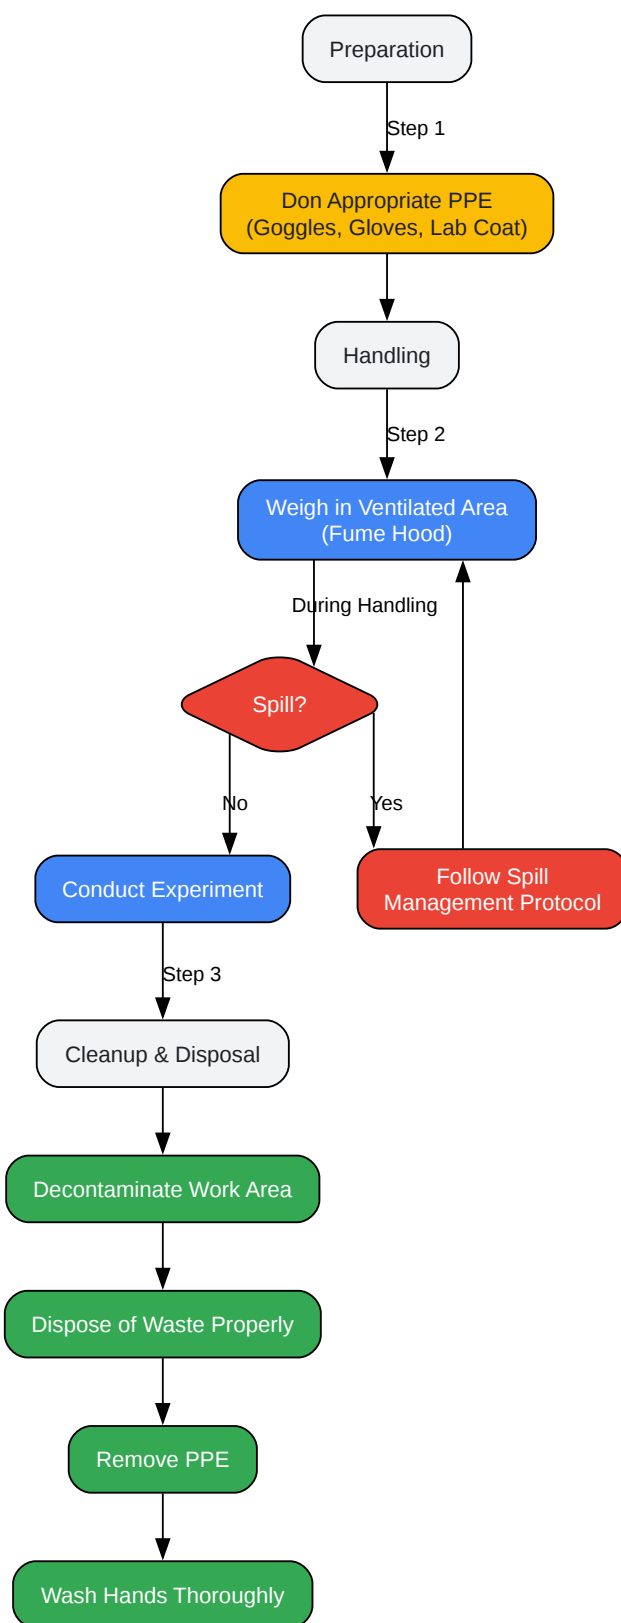 Preparation
Step 1
Don Appropriate PPE
(Goggles, Gloves, Lab Coat)
Handling
Step 2
Weigh in Ventilated Area
(Fume Hood)
During Handling
Spill?
No
Yes
Conduct Experiment
Follow Spill
Management Protocol
Step 3
Cleanup & Disposal
Decontaminate Work Area
Dispose of Waste Properly
Remove PPE
Wash Hands Thoroughly